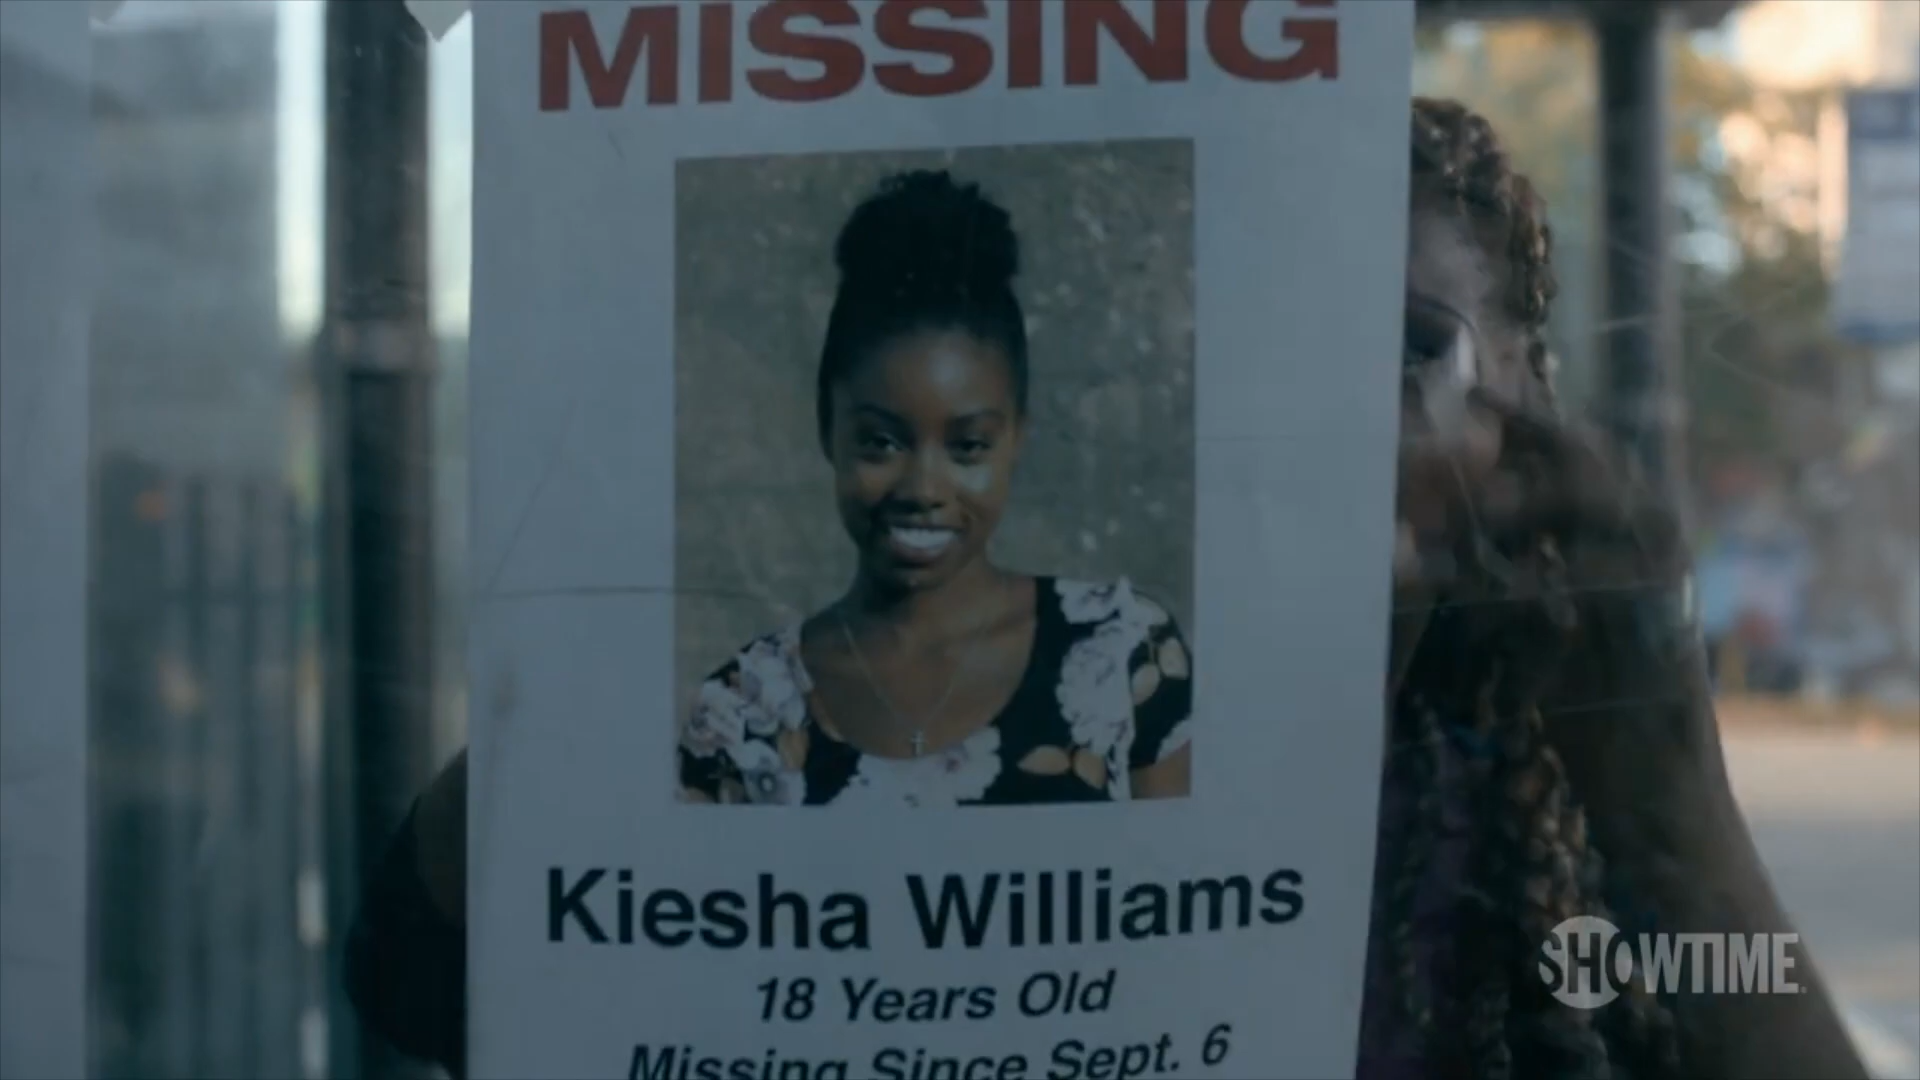 MISSING
Kiesha Williams
18 Years Old
Missing Since Sept. 6
SHOWTIME